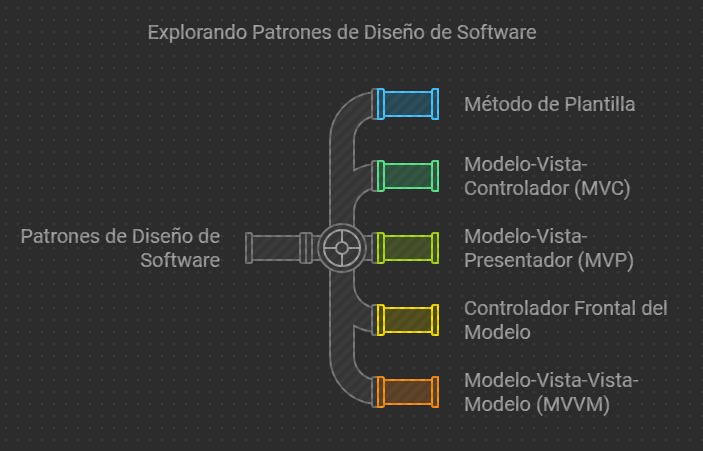 Explorando Patrones de Diseño de Software
Método de Plantilla
Modelo-Vista-
Controlador (MVC)
Patrones de Diseño de
Software
Modelo-Vista-
Presentador (MVP)
Controlador Frontal del
Modelo
Modelo-Vista-Vista-
Modelo (MVVM)